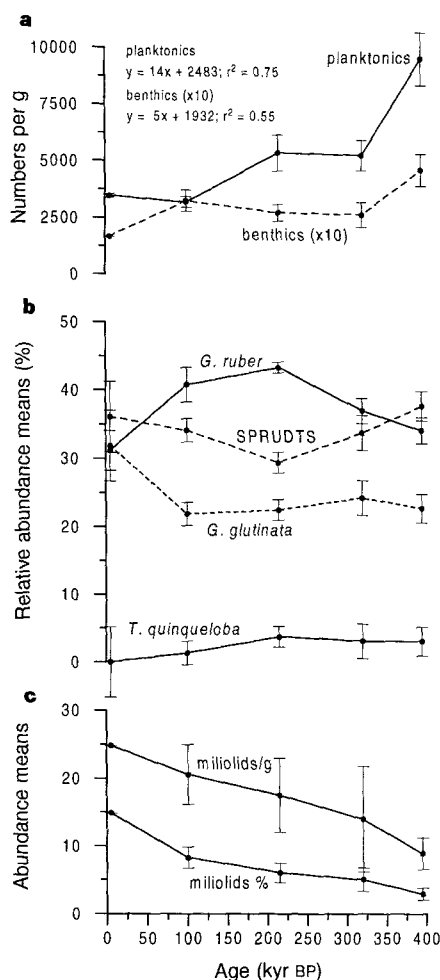 a
planktonics
y = 14x + 2483; r² = 0.75
benthics (x10)
y = 5x + 1932; r² = 0.55
planktonics
benthics (x10)
Numbers per g
10000
7500
5000
2500
0
b
G. ruber
SPRUDTS
G. glutinata
T. quinqueloba
Relative abundance means (%)
50
40
30
20
10
0
c
miliolids/g
miliolids %
Abundance means
30
20
10
0
0 50 100 150 200 250 300 350 400
Age (kyr BP)